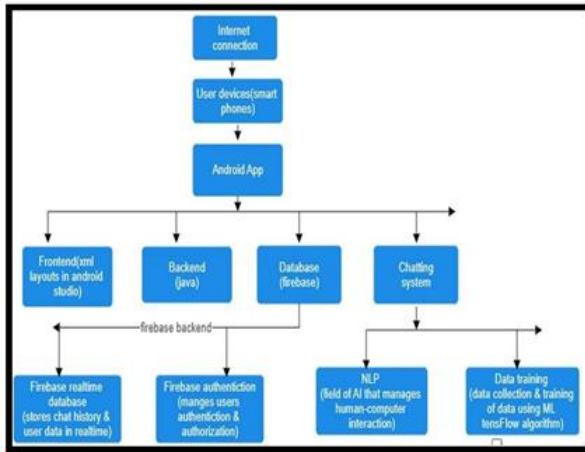 Internet
connection
User devices(smart
phones)
Android App
Frontend(xml
layouts in android
studio)
Backend
(java)
Database
(firebase)
Chatting
system
firebase backend
Firebase realtime
database
(stores chat history &
user data in realtime)
Firebase authentiction
(manges users
authentiction &
authorization)
NLP
(field of AI that manages
human-computer
interaction)
Data training
(data collection & training
of data using ML
tensFlow algorithm)